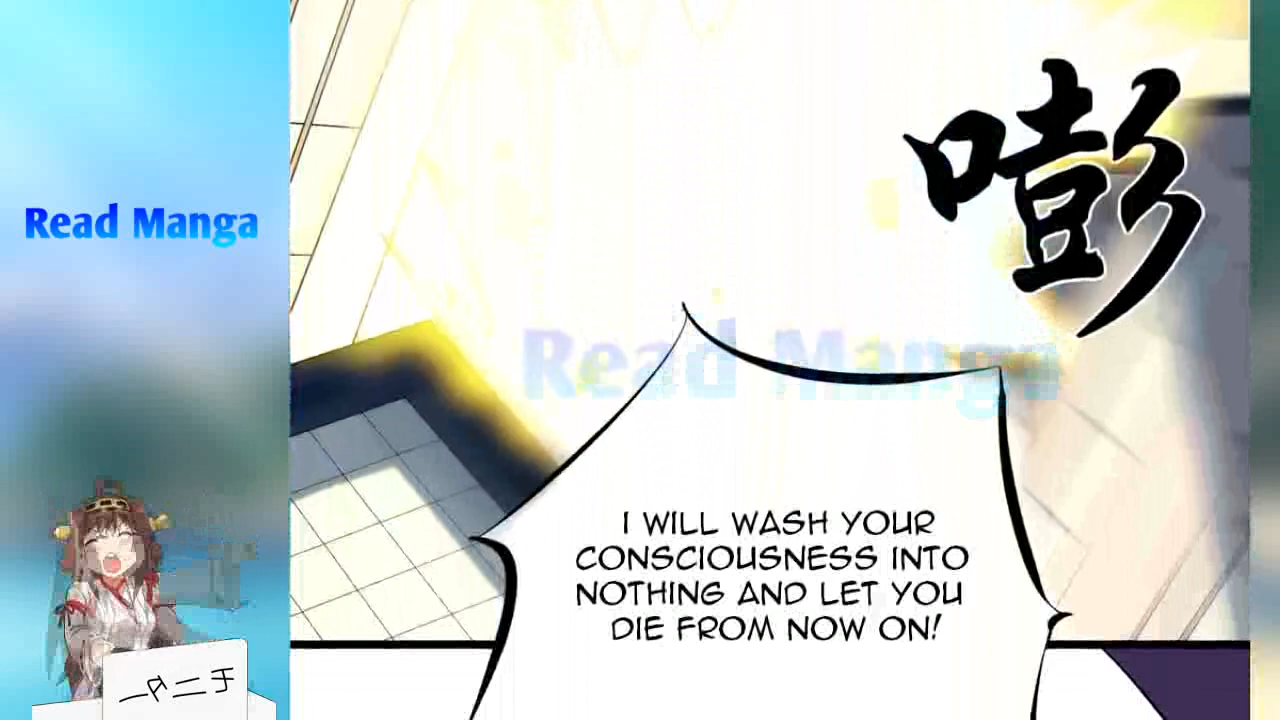 Read Manga
嘭
Read Manga
I WILL WASH YOUR
CONSCIOUSNESS INTO
NOTHING AND LET YOU
DIE FROM NOW ON!